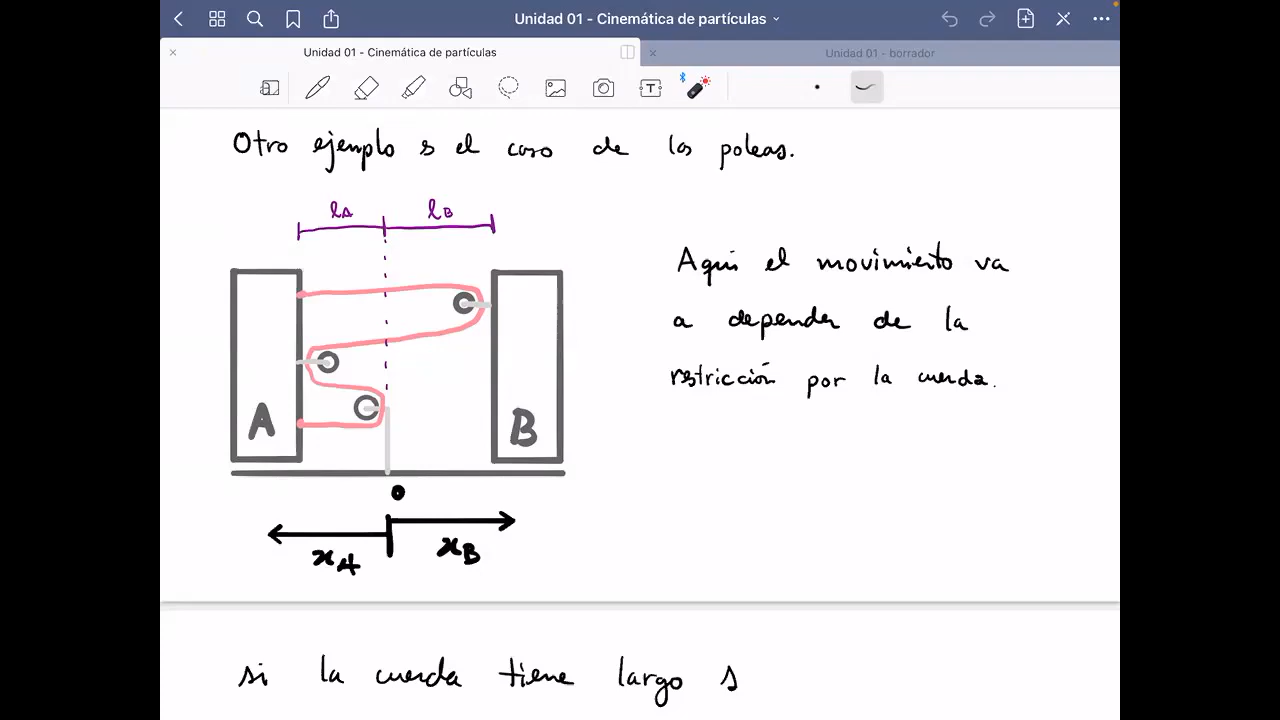 Unidad 01 - Cinemática de partículas
Unidad 01 - Cinemática de partículas
Unidad 01 - borrador
T
Otro ejemplo s el caso de las poleas.
lA lB
Aquí el movimiento va
a depender de la
restricción por la cuerda.
A B
0
xA xB
si la cuerda tiene largo s